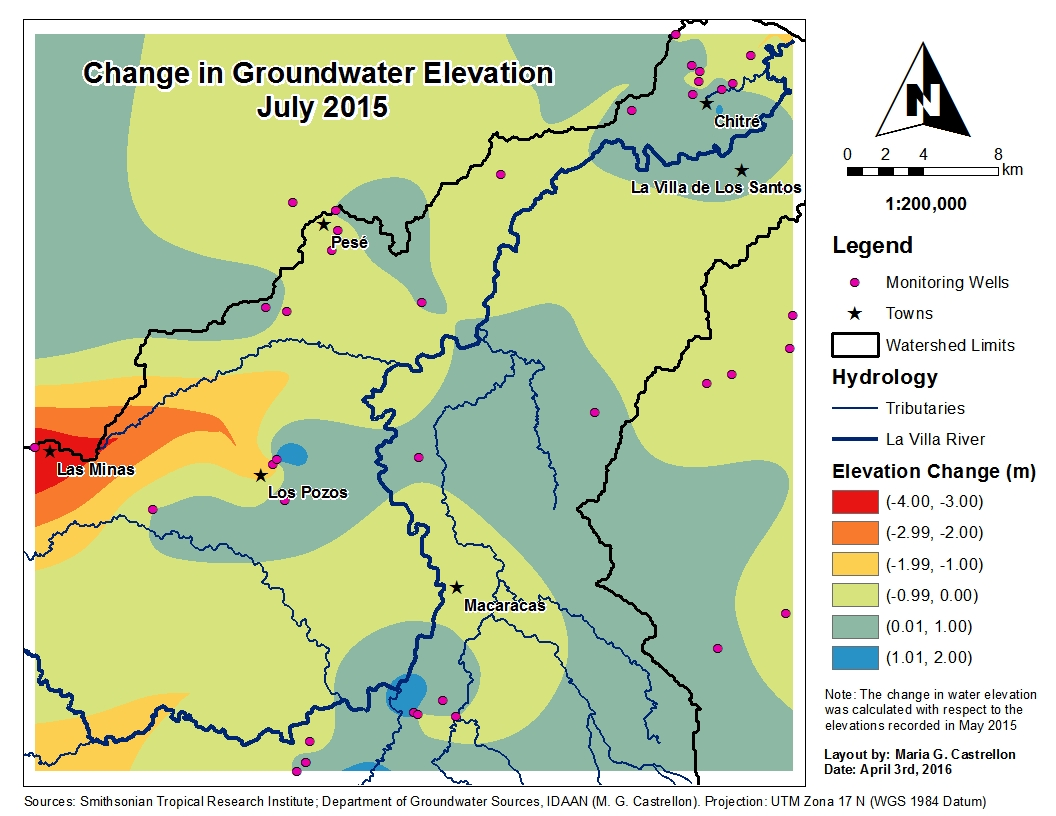 Change in Groundwater Elevation
July 2015
Chitré
La Villa de Los Santos
Pesé
Las Minas
Los Pozos
Macaracas
N
0 2 4 8
km
1:200,000
Legend
Monitoring Wells
Towns
Watershed Limits
Hydrology
Tributaries
La Villa River
Elevation Change (m)
(-4.00, -3.00)
(-2.99, -2.00)
(-1.99, -1.00)
(-0.99, 0.00)
(0.01, 1.00)
(1.01, 2.00)
Note: The change in water elevation
was calculated with respect to the
elevations recorded in May 2015
Layout by: Maria G. Castrellon
Date: April 3rd, 2016
Sources: Smithsonian Tropical Research Institute; Department of Groundwater Sources, IDAAN (M. G. Castrellon). Projection: UTM Zona 17 N (WGS 1984 Datum)